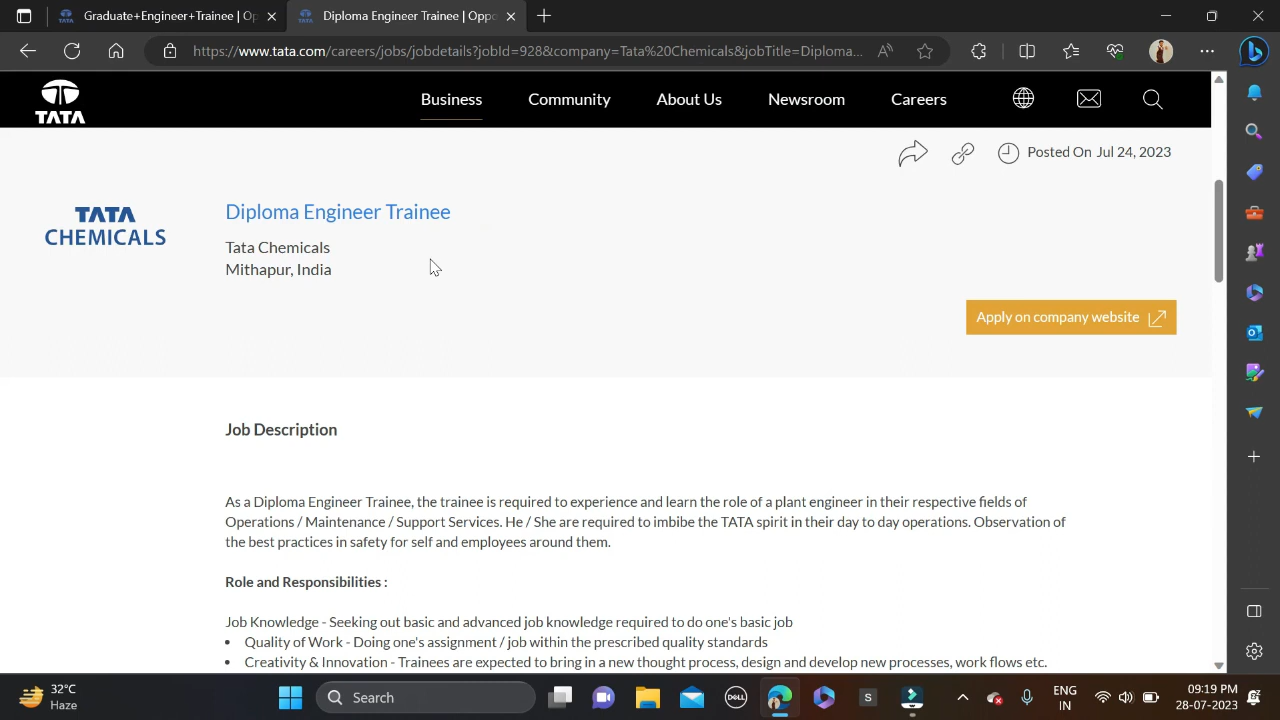 Graduate+Engineer+Trainee | Op
Diploma Engineer Trainee | Oppo
https://www.tata.com/careers/jobs/jobdetails?jobId=928&company=Tata%20Chemicals&jobTitle=Diploma...
TATA
Business
Community
About Us
Newsroom
Careers
Posted On Jul 24, 2023
TATA
CHEMICALS
Diploma Engineer Trainee
Tata Chemicals
Mithapur, India
Apply on company website
Job Description
As a Diploma Engineer Trainee, the trainee is required to experience and learn the role of a plant engineer in their respective fields of
Operations / Maintenance / Support Services. He / She are required to imbibe the TATA spirit in their day to day operations. Observation of
the best practices in safety for self and employees around them.
Role and Responsibilities :
Job Knowledge - Seeking out basic and advanced job knowledge required to do one's basic job
• Quality of Work - Doing one's assignment / job within the prescribed quality standards
• Creativity & Innovation - Trainees are expected to bring in a new thought process, design and develop new processes, work flows etc.
32°C
Haze
Search
DELL
S
ENG
IN
09:19 PM
28-07-2023